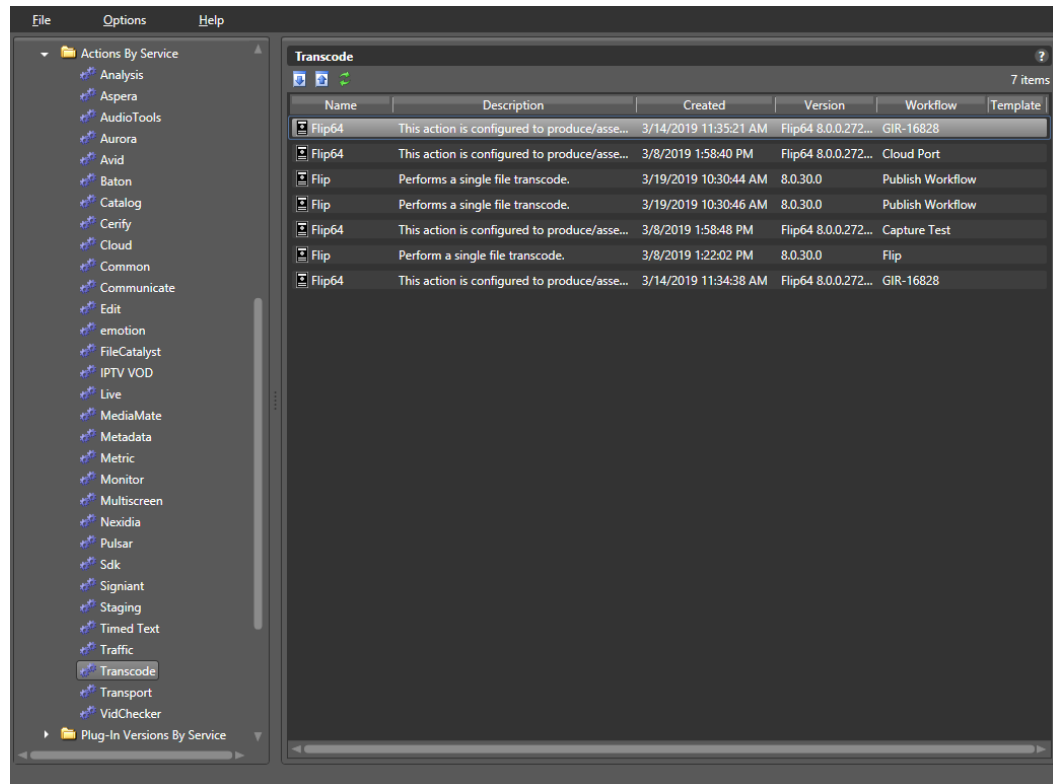 File Options Help
Actions By Service
Analysis
Aspera
AudioTools
Aurora
Avid
Baton
Catalog
Cerify
Cloud
Common
Communicate
Edit
emotion
FileCatalyst
IPTV VOD
Live
MediaMate
Metadata
Metric
Monitor
Multiscreen
Nexidia
Pulsar
Sdk
Signiant
Staging
Timed Text
Traffic
Transcode
Transport
VidChecker
Plug-In Versions By Service
Transcode ?
7 items
Name Description Created Version Workflow Template
Flip64 This action is configured to produce/asse... 3/14/2019 11:35:21 AM Flip64 8.0.0.272... GIR-16828
Flip64 This action is configured to produce/asse... 3/8/2019 1:58:40 PM Flip64 8.0.0.272... Cloud Port
Flip Performs a single file transcode. 3/19/2019 10:30:44 AM 8.0.30.0 Publish Workflow
Flip Performs a single file transcode. 3/19/2019 10:30:46 AM 8.0.30.0 Publish Workflow
Flip64 This action is configured to produce/asse... 3/8/2019 1:58:48 PM Flip64 8.0.0.272... Capture Test
Flip Perform a single file transcode. 3/8/2019 1:22:02 PM 8.0.30.0 Flip
Flip64 This action is configured to produce/asse... 3/14/2019 11:34:38 AM Flip64 8.0.0.272... GIR-16828